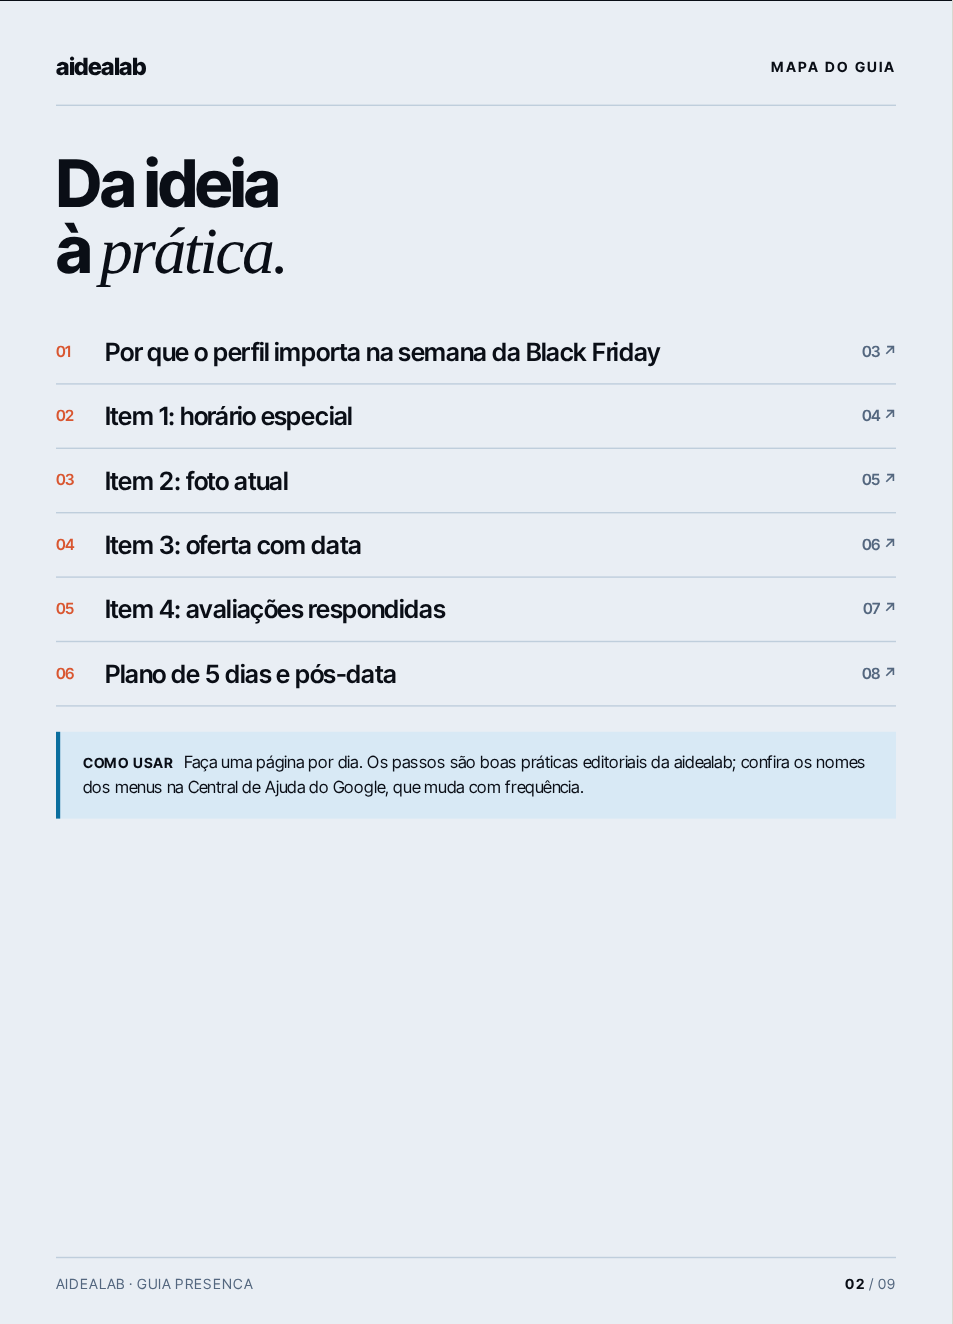 aidealab
MAPA DO GUIA
Da ideia
à prática.
01 Por que o perfil importa na semana da Black Friday 03 ↗
02 Item 1: horário especial 04 ↗
03 Item 2: foto atual 05 ↗
04 Item 3: oferta com data 06 ↗
05 Item 4: avaliações respondidas 07 ↗
06 Plano de 5 dias e pós-data 08 ↗
COMO USAR Faça uma página por dia. Os passos são boas práticas editoriais da aidealab; confira os nomes
dos menus na Central de Ajuda do Google, que muda com frequência.
AIDEALAB · GUIA PRESENCA
02 / 09